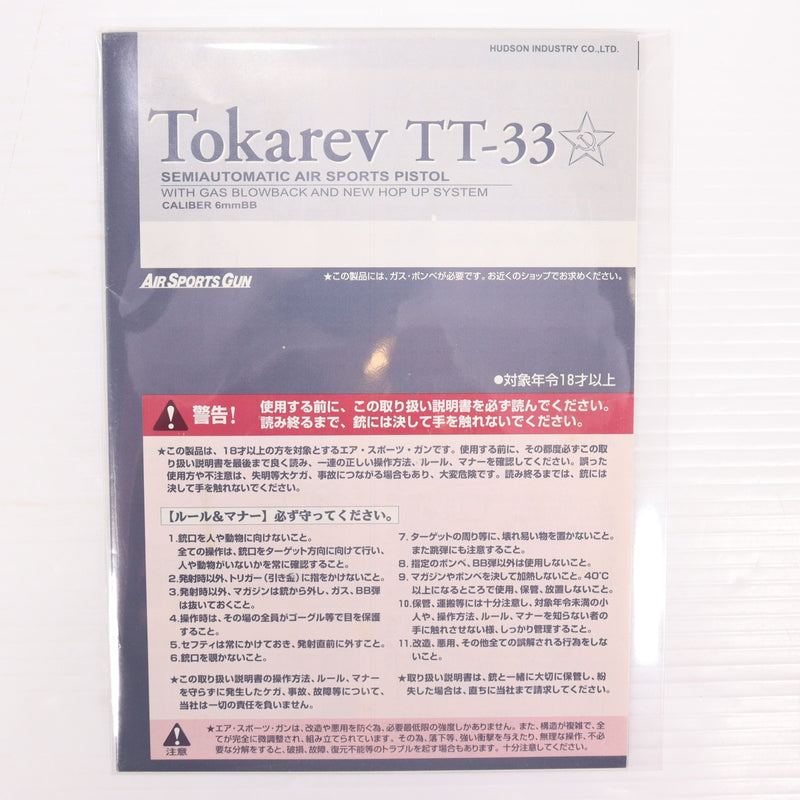 HUDSON INDUSTRY CO.,LTD.
Tokarev TT-33
SEMIAUTOMATIC AIR SPORTS PISTOL
WITH GAS BLOWBACK AND NEW HOP UP SYSTEM
CALIBER 6mmBB
AIR SPORTS GUN
★この製品には、ガス・ボンベが必要です。お近くのショップでお求めください。
●対象年令18才以上
警告!
使用する前に、この取り扱い説明書を必ず読んでください。
読み終るまで、銃には決して手を触れないでください。
★この製品は、18才以上の方を対象とするエア・スポーツ・ガンです。使用する前に、その都度必ずこの取
り扱い説明書を最後まで良く読み、一連の正しい操作方法、ルール、マナーを確認してください。誤った
使用方や不注意は、失明等大ケガ、事故につながる場合もあり、大変危険です。読み終るまでは、銃には
決して手を触れないでください。
【ルール&マナー】必ず守ってください。
1.銃口を人や動物に向けないこと。
全ての操作は、銃口をターゲット方向に向けて行い、
人や動物がいないかを常に確認すること。
2.発射時以外、トリガー(引き金)に指をかけないこと。
3.発射時以外、マガジンは銃から外し、ガス、BB弾
は抜いておくこと。
4.操作時は、その場の全員がゴーグル等で目を保護
すること。
5.セフティは常にかけておき、発射直前に外すこと。
6.銃口を覗かないこと。
7.ターゲットの周り等に、壊れ易い物を置かないこと。
また跳弾にも注意すること。
8.指定のボンベ、BB弾以外は使用しないこと。
9.マガジンやボンベを決して加熱しないこと。40℃
以上になるところで使用、保管、放置しないこと。
10.保管、運搬等には十分注意し、対象年令未満の小
人や、操作方法、ルール、マナーを知らない者の
手に触れさせない様、しっかり管理すること。
11.改造、悪用、その他全ての誤解される行為をしな
いこと。
★この取り扱い説明書の操作方法、ルール、マナー
を守らずに発生したケガ、事故、故障等について、
当社は一切の責任を負いません。
★取り扱い説明書は、銃と一緒に大切に保管し、紛
失した場合は、直ちに当社まで請求してください。
注意
★エア・スポーツ・ガンは、改造や悪用を防ぐ為、必要最低限の強度しかありません。また、構造が複雑で、全
てが完全に微調整され、組み立てられています。その為、落下等、強い衝撃を与えたり、無理な操作、不必
要な分解をすると、破損、故障、復元不能等のトラブルを起す場合もあります。十分注意してください。